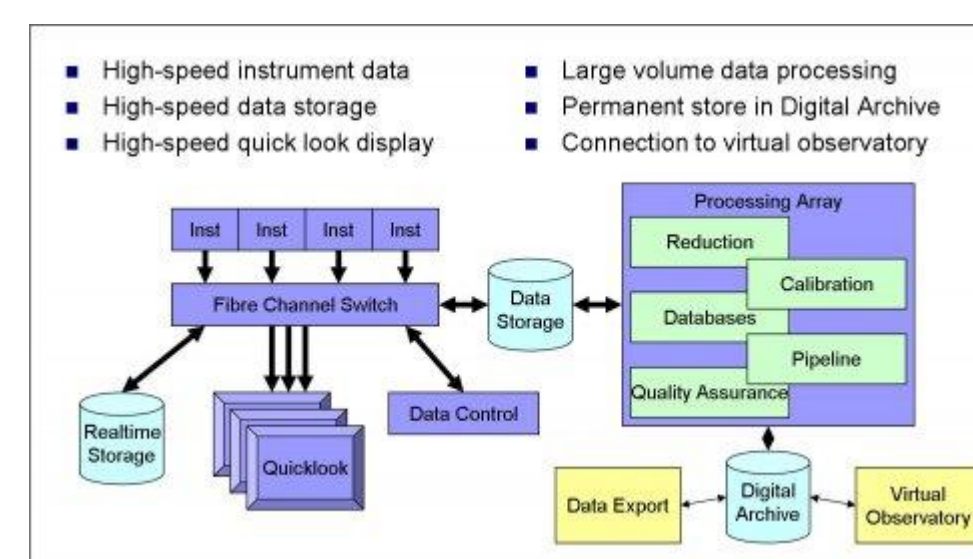 High-speed instrument data
High-speed data storage
High-speed quick look display
Large volume data processing
Permanent store in Digital Archive
Connection to virtual observatory
Inst Inst Inst Inst
Fibre Channel Switch
Realtime
Storage
Quicklook
Data Control
Data
Storage
Processing Array
Reduction
Calibration
Databases
Pipeline
Quality Assurance
Data Export
Digital
Archive
Virtual
Observatory